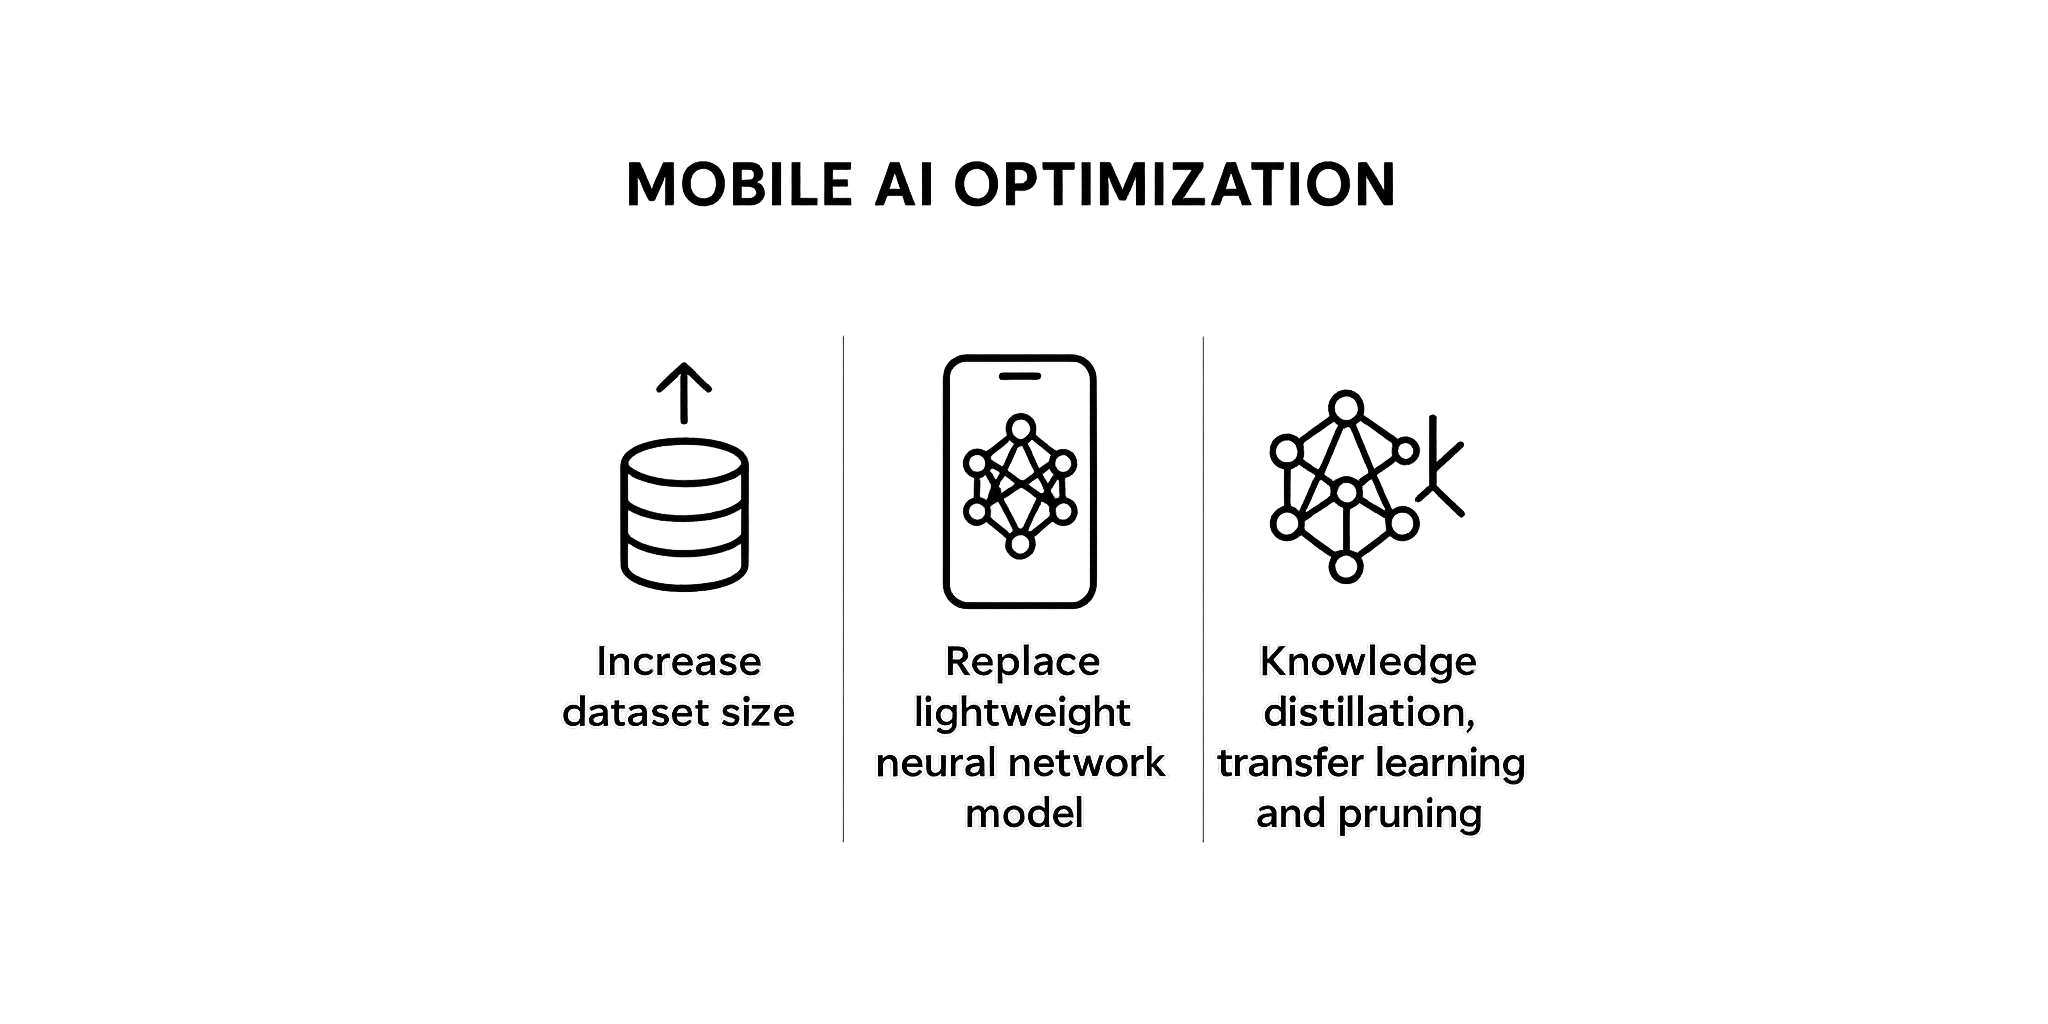 MOBILE AI OPTIMIZATION
Increase
dataset size
Replace
lightweight
neural network
model
Knowledge
distillation,
transfer learning
and pruning